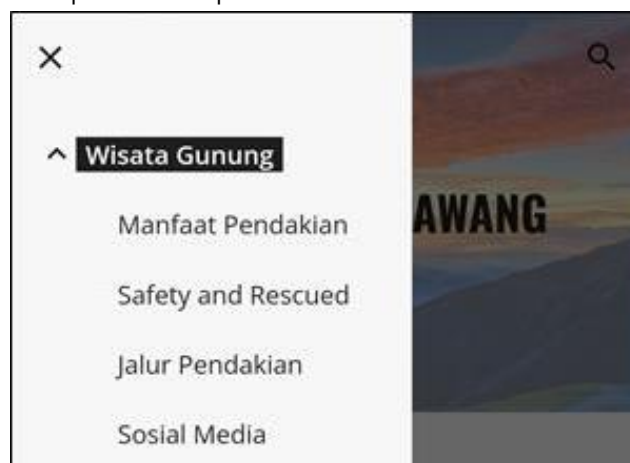 Wisata Gunung
AWANG
Manfaat Pendakian
Safety and Rescued
Jalur Pendakian
Sosial Media